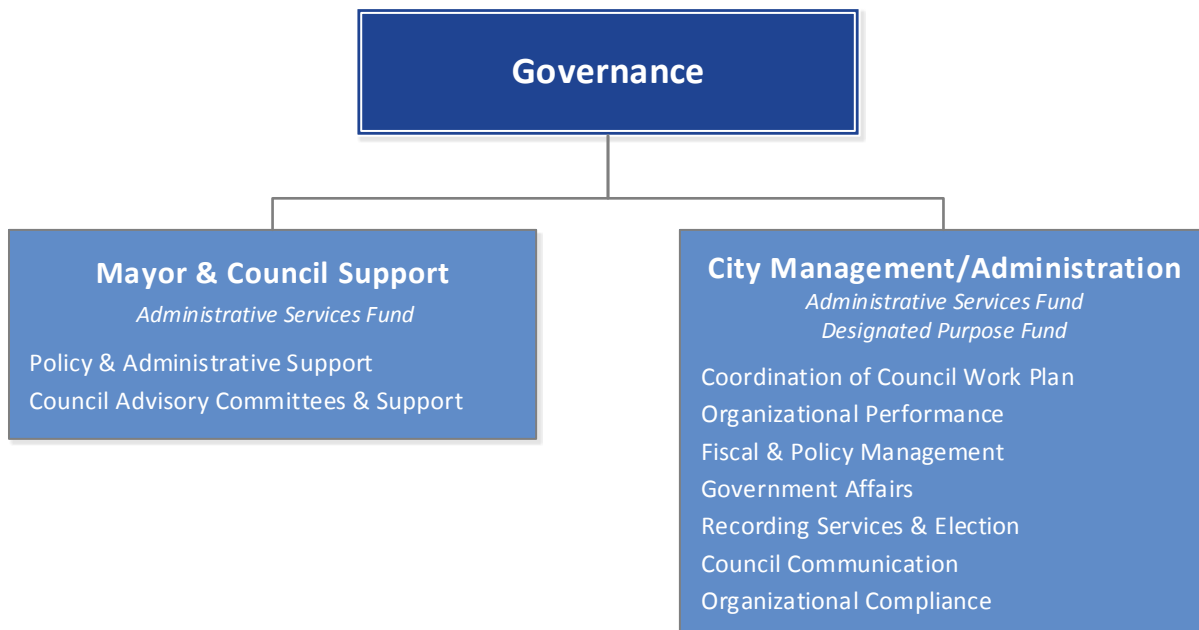 Governance
Mayor & Council Support
Administrative Services Fund
Policy & Administrative Support
Council Advisory Committees & Support
City Management/Administration
Administrative Services Fund
Designated Purpose Fund
Coordination of Council Work Plan
Organizational Performance
Fiscal & Policy Management
Government Affairs
Recording Services & Election
Council Communication
Organizational Compliance